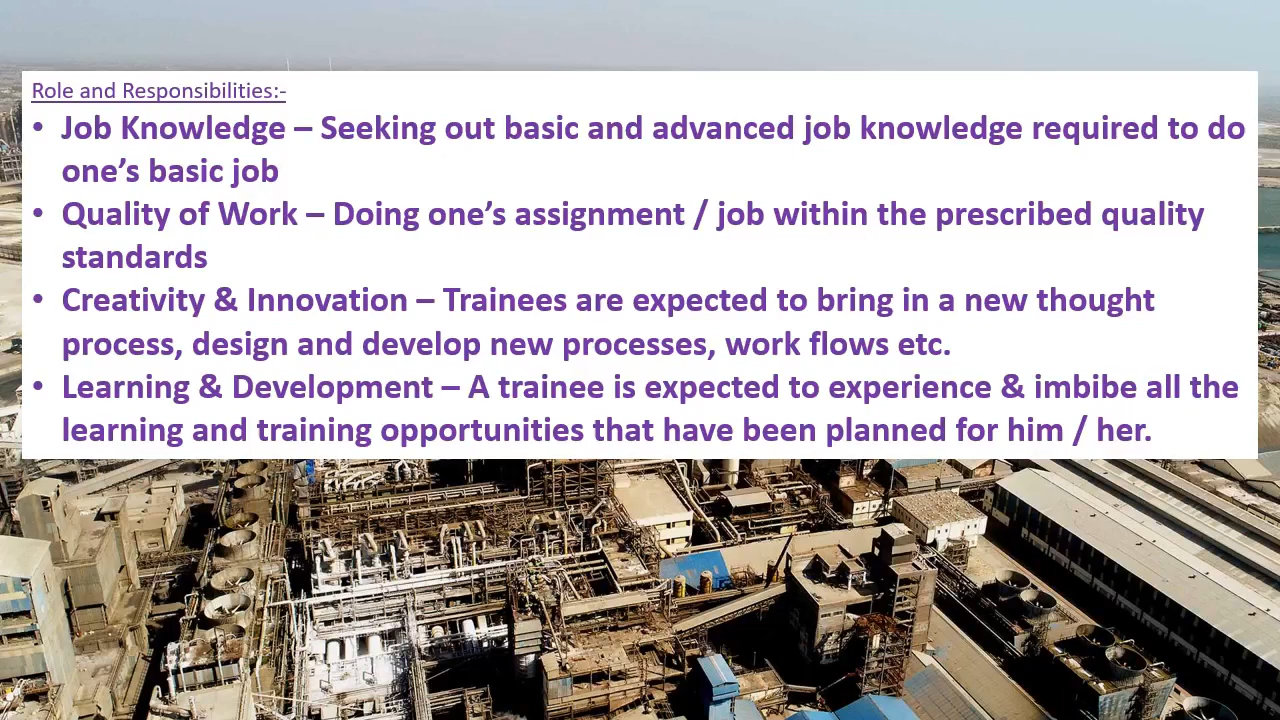 Role and Responsibilities:-
• Job Knowledge – Seeking out basic and advanced job knowledge required to do
one’s basic job
• Quality of Work – Doing one’s assignment / job within the prescribed quality
standards
• Creativity & Innovation – Trainees are expected to bring in a new thought
process, design and develop new processes, work flows etc.
• Learning & Development – A trainee is expected to experience & imbibe all the
learning and training opportunities that have been planned for him / her.